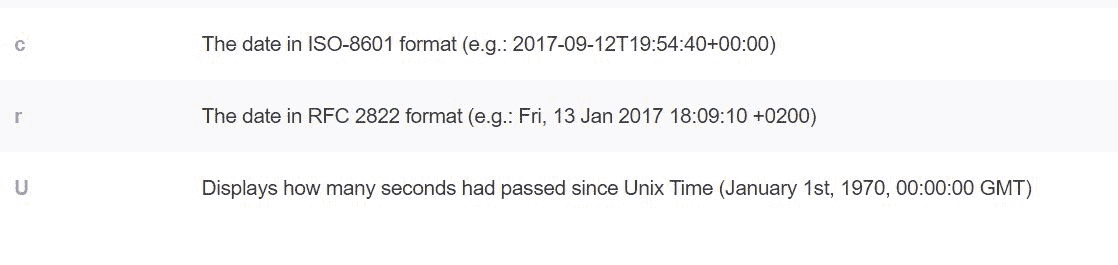 c The date in ISO-8601 format (e.g.: 2017-09-12T19:54:40+00:00)
r The date in RFC 2822 format (e.g.: Fri, 13 Jan 2017 18:09:10 +0200)
U Displays how many seconds had passed since Unix Time (January 1st, 1970, 00:00:00 GMT)